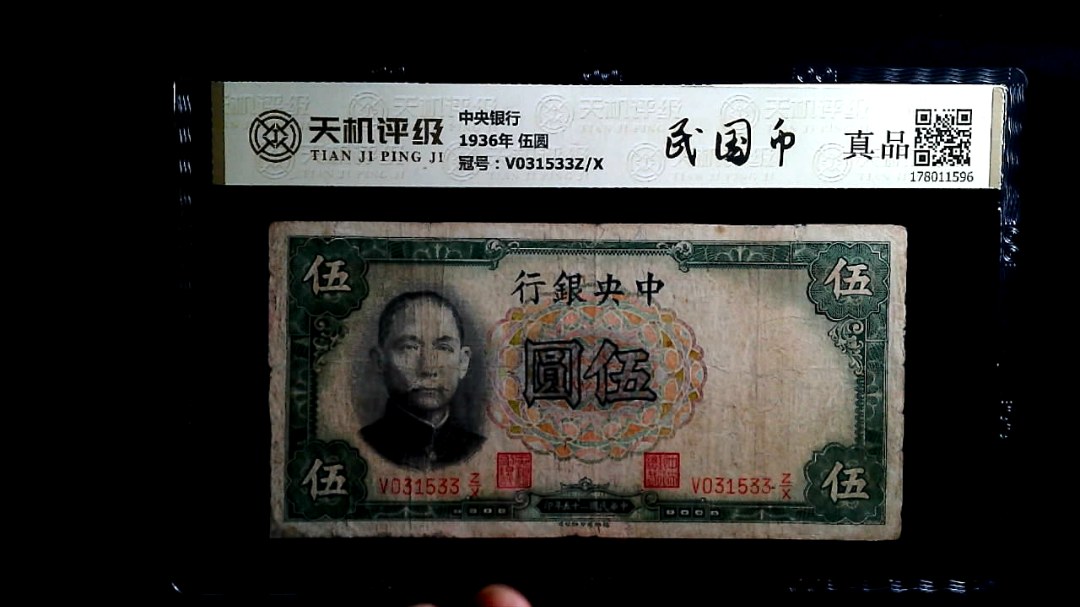 天机评级
TIAN JI PING JI
中央银行
1936年 伍圆
冠号：V031533Z/X
民国币
真品
178011596
伍
行銀央中
伍
圓伍
伍
V031533 Z/X
V031533 Z/X
伍